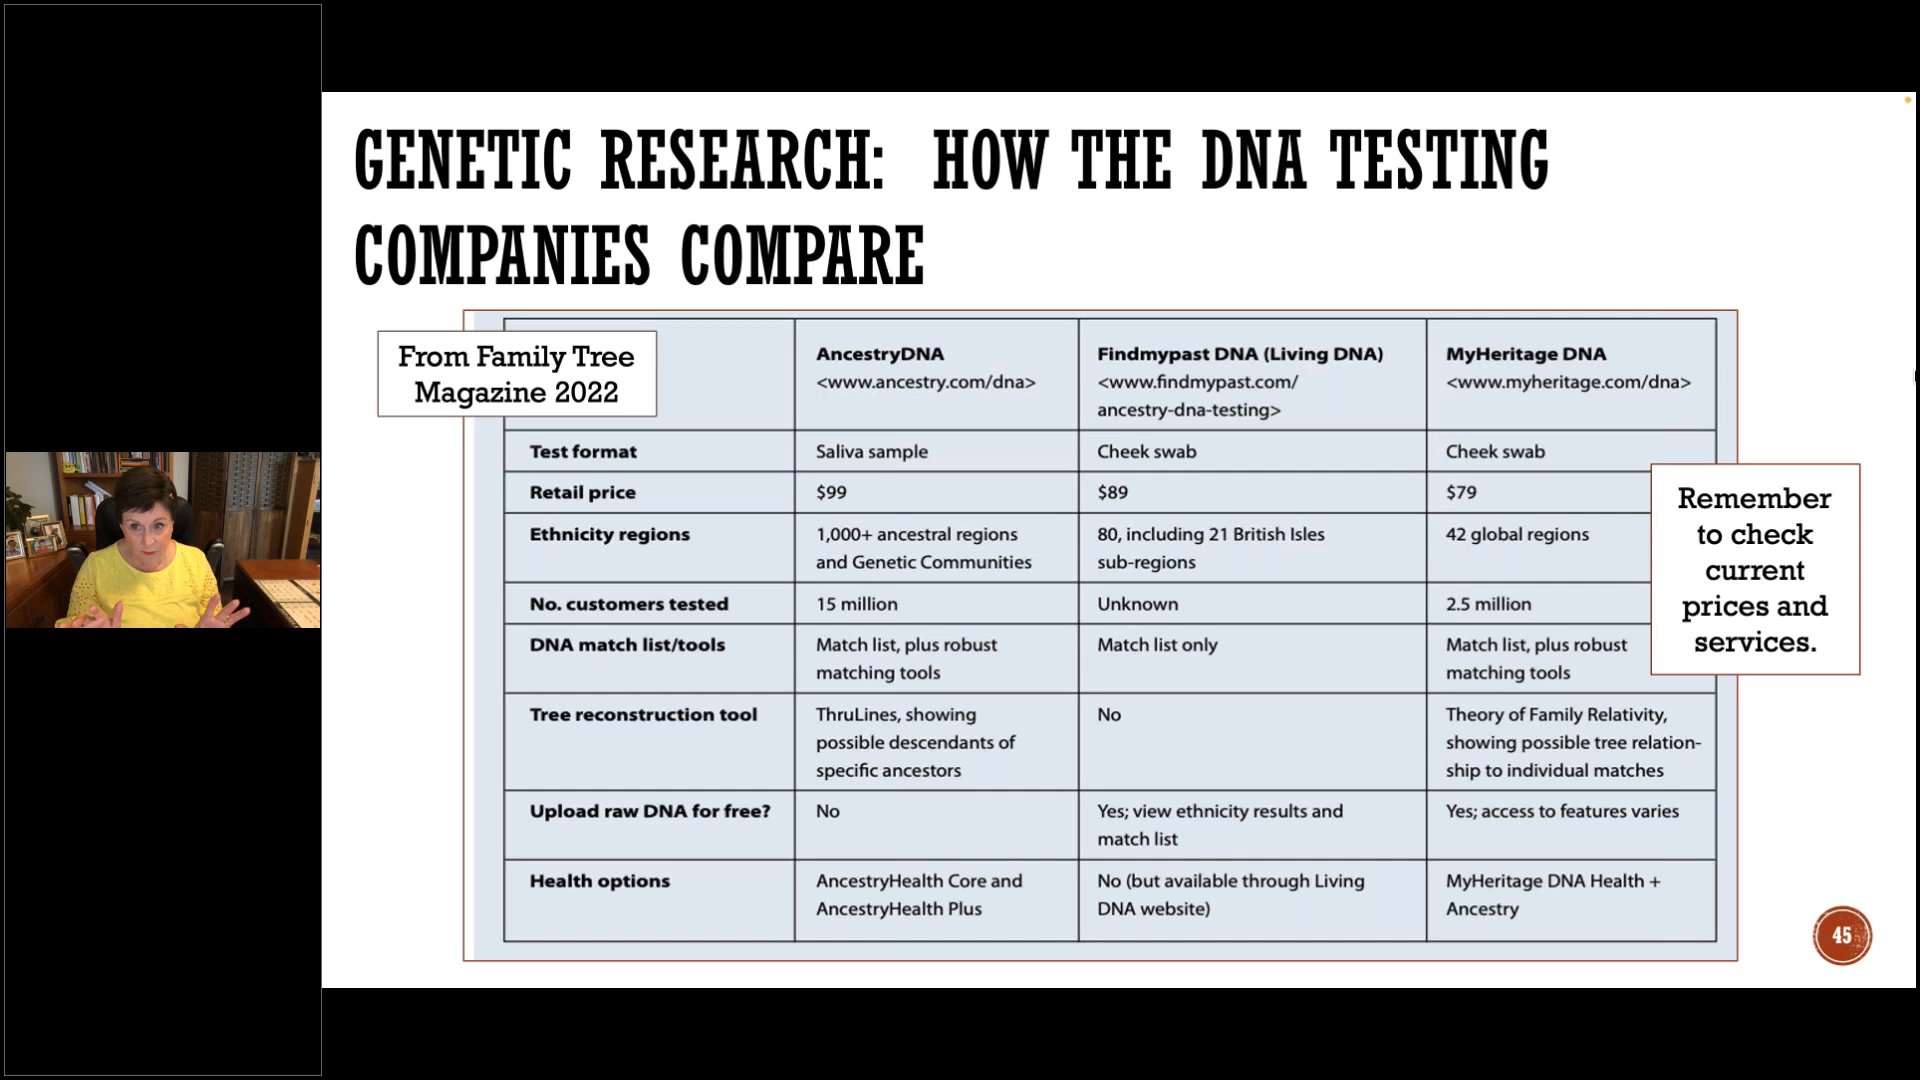 GENETIC RESEARCH: HOW THE DNA TESTING
COMPANIES COMPARE
From Family Tree
Magazine 2022
AncestryDNA
<www.ancestry.com/dna>
Findmypast DNA (Living DNA)
<www.findmypast.com/
ancestry-dna-testing>
MyHeritage DNA
<www.myheritage.com/dna>
Test format
Saliva sample
Cheek swab
Cheek swab
Retail price
$99
$89
$79
Ethnicity regions
1,000+ ancestral regions
and Genetic Communities
80, including 21 British Isles
sub-regions
42 global regions
No. customers tested
15 million
Unknown
2.5 million
DNA match list/tools
Match list, plus robust
matching tools
Match list only
Match list, plus robust
matching tools
Tree reconstruction tool
ThruLines, showing
possible descendants of
specific ancestors
No
Theory of Family Relativity,
showing possible tree relation-
ship to individual matches
Upload raw DNA for free?
No
Yes; view ethnicity results and
match list
Yes; access to features varies
Health options
AncestryHealth Core and
AncestryHealth Plus
No (but available through Living
DNA website)
MyHeritage DNA Health +
Ancestry
Remember
to check
current
prices and
services.
45